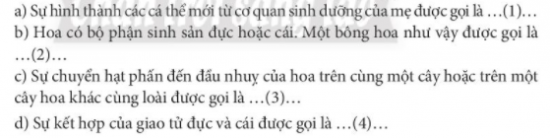 a) Sự hình thành các cá thể mới từ cơ quan sinh dưỡng của mẹ được gọi là …(1)…
b) Hoa có bộ phận sinh sản đực hoặc cái. Một bông hoa như vậy được gọi là
…(2)…
c) Sự chuyển hạt phấn đến đầu nhuỵ của hoa trên cùng một cây hoặc trên một
cây hoa khác cùng loài được gọi là …(3)…
d) Sự kết hợp của giao tử đực và cái được gọi là …(4)…